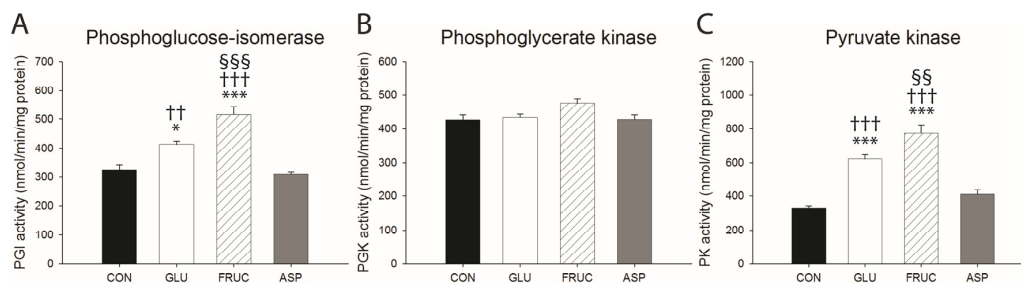 A
Phosphoglucose-isomerase
PGI activity (nmol/min/mg protein)
700
600
500
400
300
200
100
0
††
*
§§§
†††
***
CON GLU FRUC ASP
B
Phosphoglycerate kinase
PGK activity (nmol/min/mg protein)
600
500
400
300
200
100
0
CON GLU FRUC ASP
C
Pyruvate kinase
PK activity (nmol/min/mg protein)
1200
1000
800
600
400
200
0
†††
***
§§
†††
***
CON GLU FRUC ASP